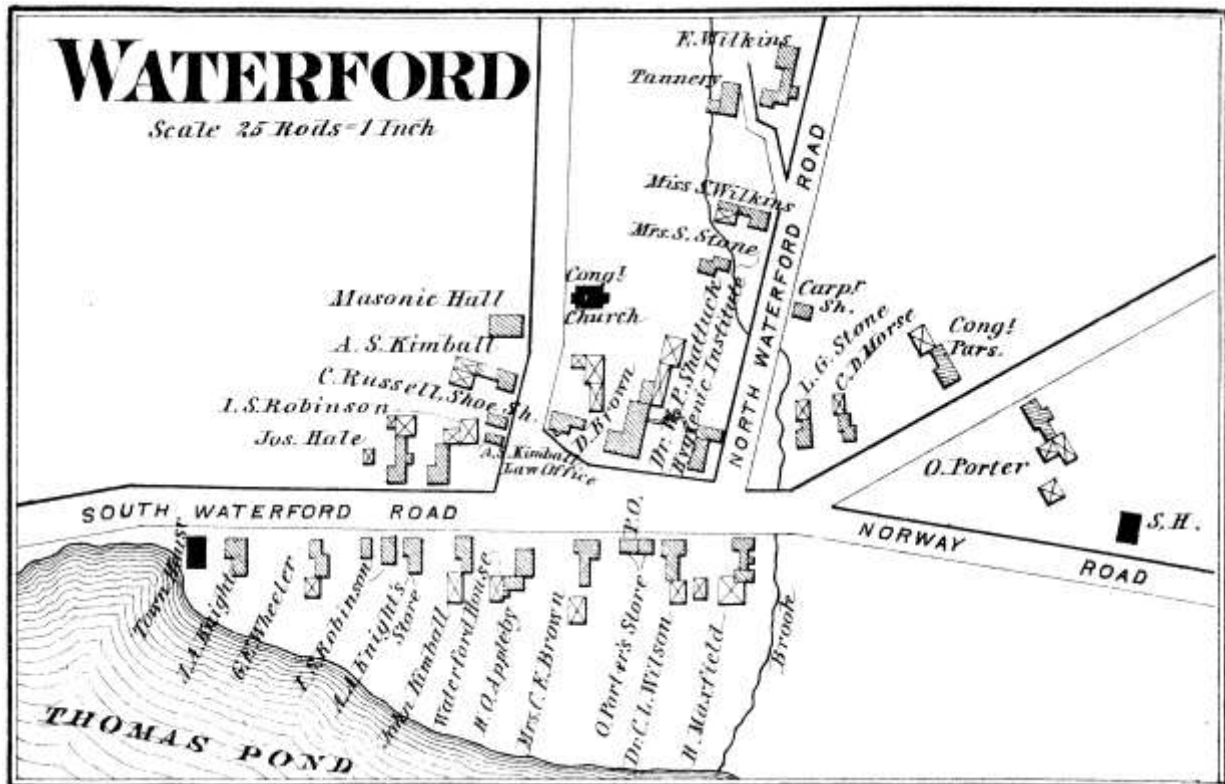 WATERFORD
Scale 25 Rods = 1 Inch
E. Wilkins
Tannery
Miss S. Wilkins
Mrs. S. Stone
Cong!
Church
Masonic Hall
A. S. Kimball
C. Russell, Shoe Sh.
I. S. Robinson
Jos. Hale
A. S. Kimball
Law Office
D. Brown
Dr. W. P. Shattuck
Hygienic Institute
NORTH WATERFORD ROAD
Carpr.
Sh.
L. G. Stone
C. D. Morse
Cong!
Pars.
O. Porter
S. H.
SOUTH WATERFORD ROAD
NORWAY ROAD
Town House
I. A. Knight
G. E. Wheeler
I. S. Robinson
Knight's
Store
John Kimball
Waterford House
H. O. Appleby
Mrs. C. E. Brown
P.O.
O. Porter's Store
Dr. C. L. Wilson
H. Maxfield
Brook
THOMAS POND